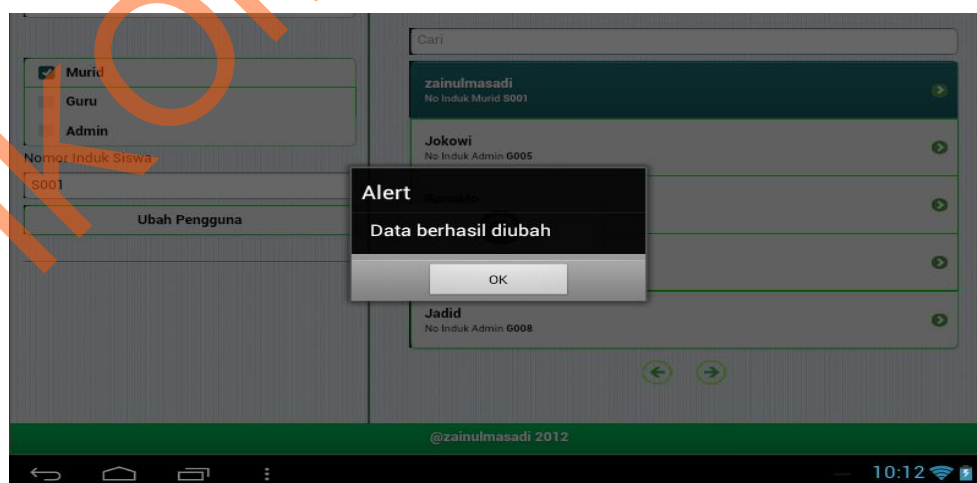 Cari
Murid
Guru
Admin
Nomor Induk Siswa
S001
Ubah Pengguna
zainulmasadi
No Induk Murid S001
Jokowi
No Induk Admin G005
Alert
Data berhasil diubah
OK
Jadid
No Induk Admin G008
@zainulmasadi 2012
10:12